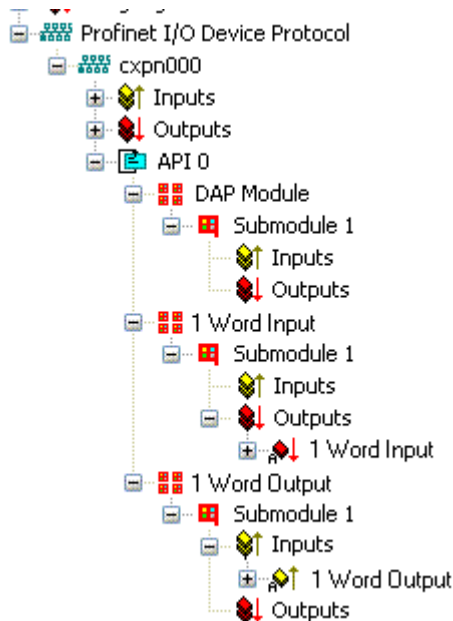 Profinet I/O Device Protocol
cxpn000
Inputs
Outputs
API 0
DAP Module
Submodule 1
Inputs
Outputs
1 Word Input
Submodule 1
Inputs
Outputs
A 1 Word Input
1 Word Output
Submodule 1
Inputs
A 1 Word Output
Outputs